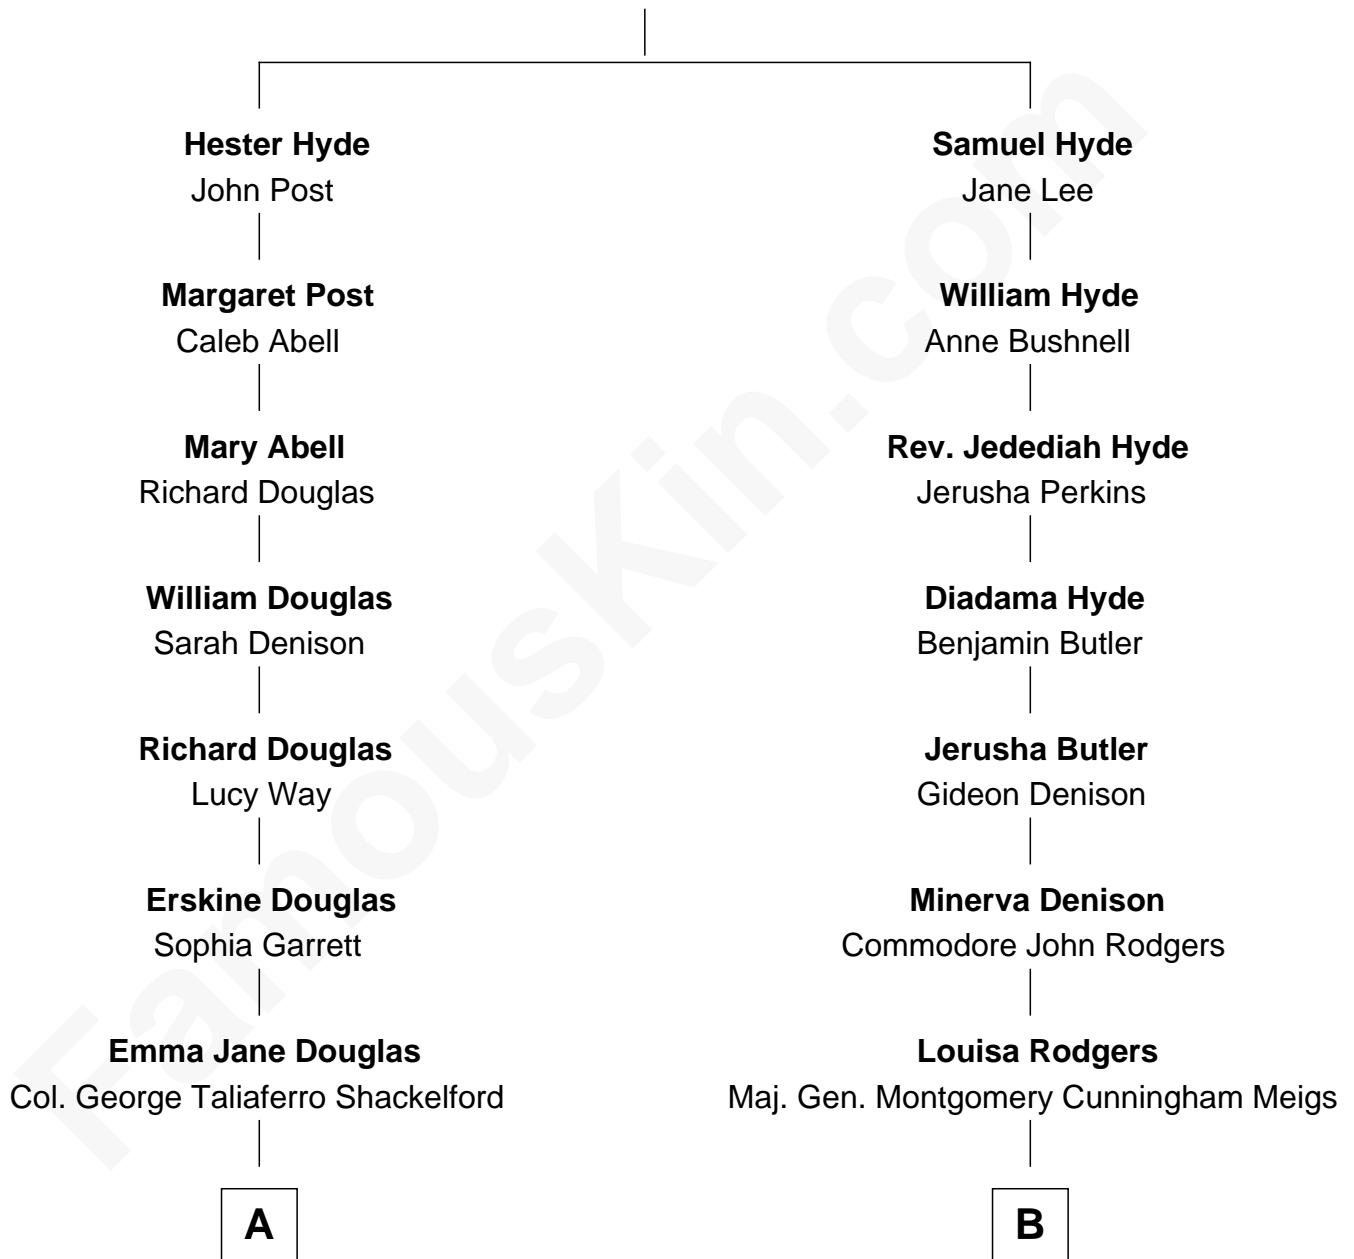 Hester Hyde
John Post
Samuel Hyde
Jane Lee
Margaret Post
Caleb Abell
William Hyde
Anne Bushnell
Mary Abell
Richard Douglas
Rev. Jedediah Hyde
Jerusha Perkins
William Douglas
Sarah Denison
Diadama Hyde
Benjamin Butler
Richard Douglas
Lucy Way
Jerusha Butler
Gideon Denison
Erskine Douglas
Sophia Garrett
Minerva Denison
Commodore John Rodgers
Emma Jane Douglas
Col. George Taliaferro Shackelford
Louisa Rodgers
Maj. Gen. Montgomery Cunningham Meigs
A
B
FamousKin.com